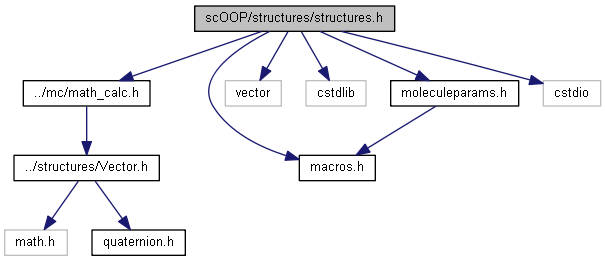 scOOP/structures/structures.h
../mc/math_calc.h
vector
cstdlib
moleculeparams.h
cstdio
../structures/Vector.h
macros.h
math.h
quaternion.h